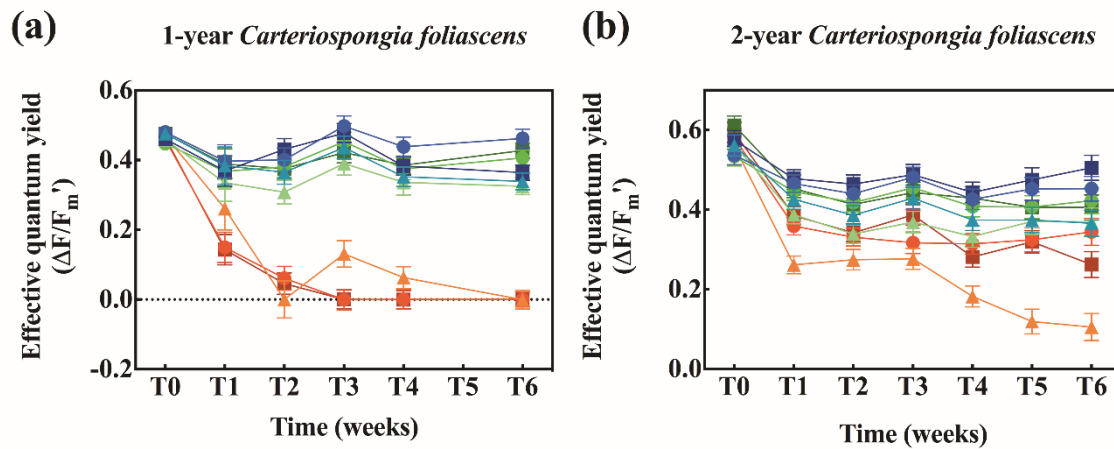 (a)
1-year Carteriospongia foliascens
Effective quantum yield
(ΔF/Fm')
0.6
0.4
0.2
0.0
-0.2
T0 T1 T2 T3 T4 T5 T6
Time (weeks)
(b)
2-year Carteriospongia foliascens
Effective quantum yield
(ΔF/Fm')
0.6
0.4
0.2
0.0
T0 T1 T2 T3 T4 T5 T6
Time (weeks)